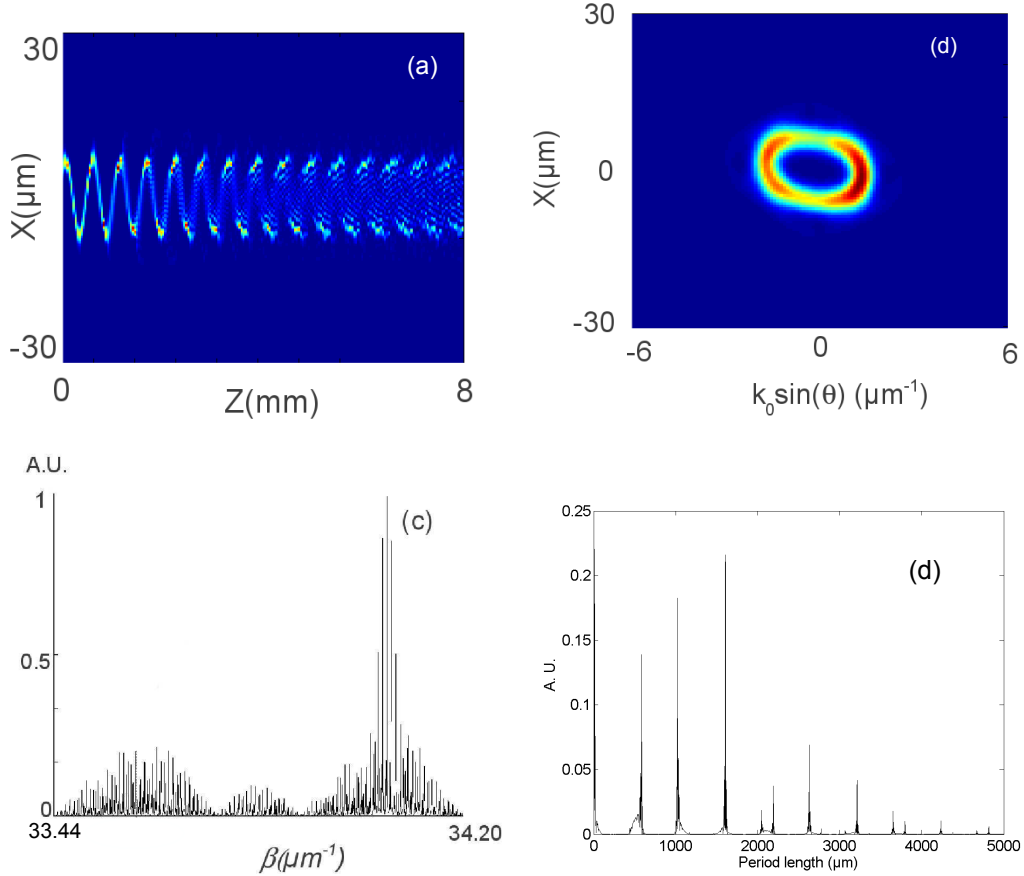 30
(a)
X(μm)
-30
0
8
Z(mm)
30
(d)
X(μm)
0
-30
-6
0
6
k₀sin(θ) (μm⁻¹)
A.U.
1
(c)
0.5
0
33.44
34.20
β(μm⁻¹)
0.25
0.2
(d)
0.15
A. U.
0.1
0.05
0
0
1000
2000
3000
4000
5000
Period length (μm)